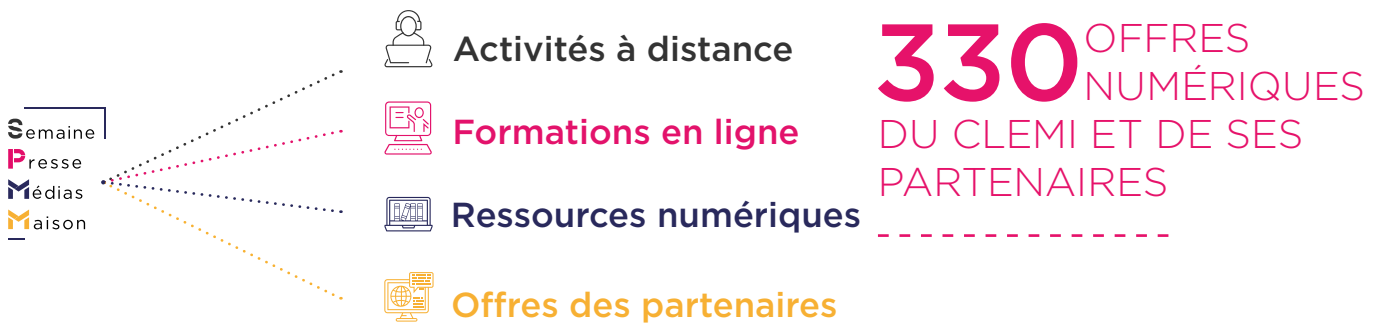 Semaine
Presse
Médias
Maison
Activités à distance
Formations en ligne
Ressources numériques
Offres des partenaires
330 OFFRES
NUMÉRIQUES
DU CLEMI ET DE SES
PARTENAIRES